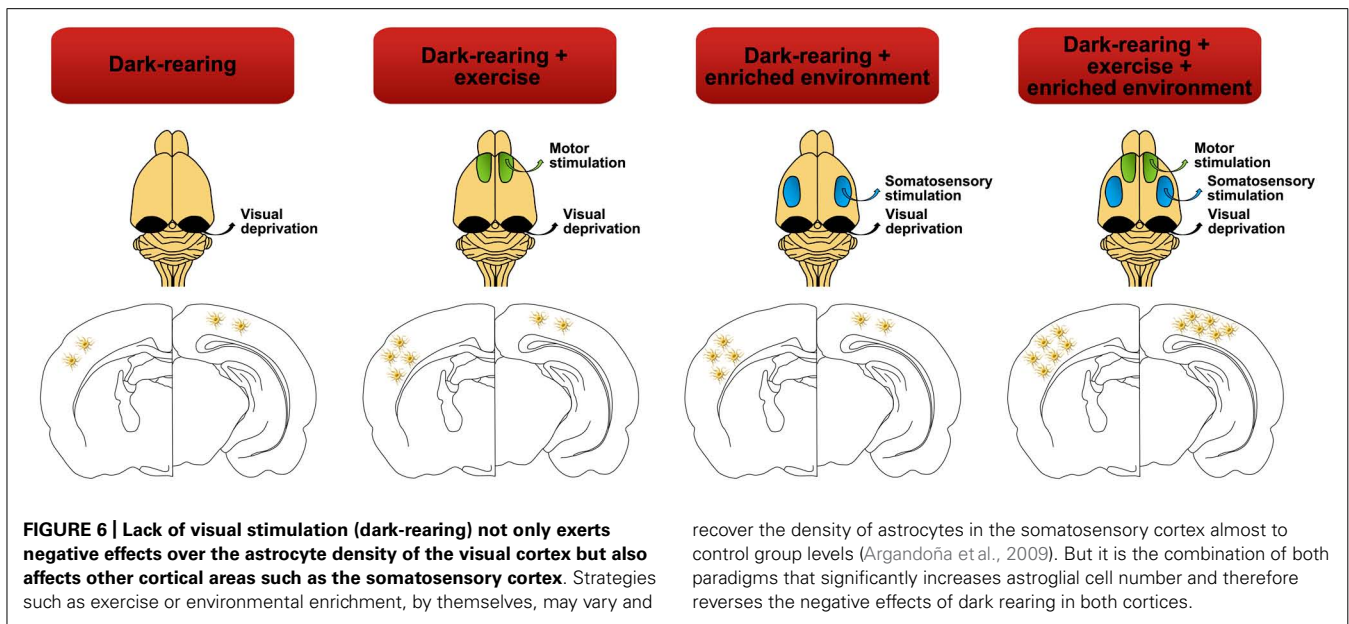 Dark-rearing
Dark-rearing +
exercise
Dark-rearing +
enriched environment
Dark-rearing +
exercise +
enriched environment
Visual
deprivation
Motor
stimulation
Visual
deprivation
Somatosensory
stimulation
Visual
deprivation
Motor
stimulation
Somatosensory
stimulation
Visual
deprivation
FIGURE 6 | Lack of visual stimulation (dark-rearing) not only exerts
negative effects over the astrocyte density of the visual cortex but also
affects other cortical areas such as the somatosensory cortex. Strategies
such as exercise or environmental enrichment, by themselves, may vary and
recover the density of astrocytes in the somatosensory cortex almost to
control group levels (Argandoña et al., 2009). But it is the combination of both
paradigms that significantly increases astroglial cell number and therefore
reverses the negative effects of dark rearing in both cortices.